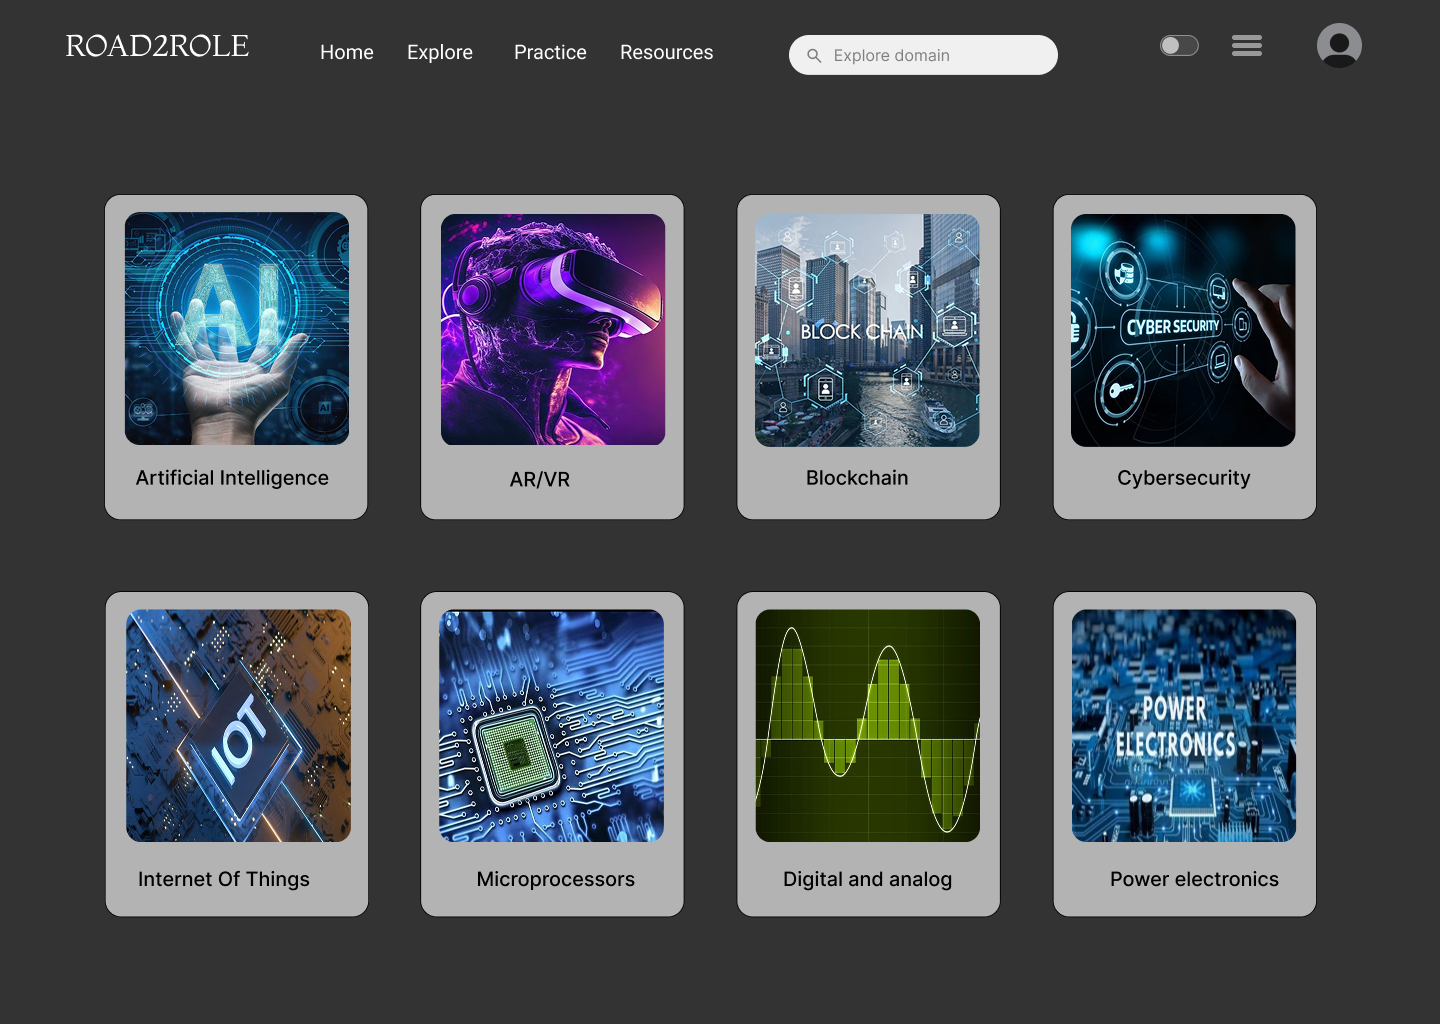 ROAD2ROLE
Home Explore Practice Resources
Explore domain
AI
AI
BLOCK CHAIN
CYBER SECURITY
Artificial Intelligence
AR/VR
Blockchain
Cybersecurity
IOT
POWER
ELECTRONICS
Internet Of Things
Microprocessors
Digital and analog
Power electronics